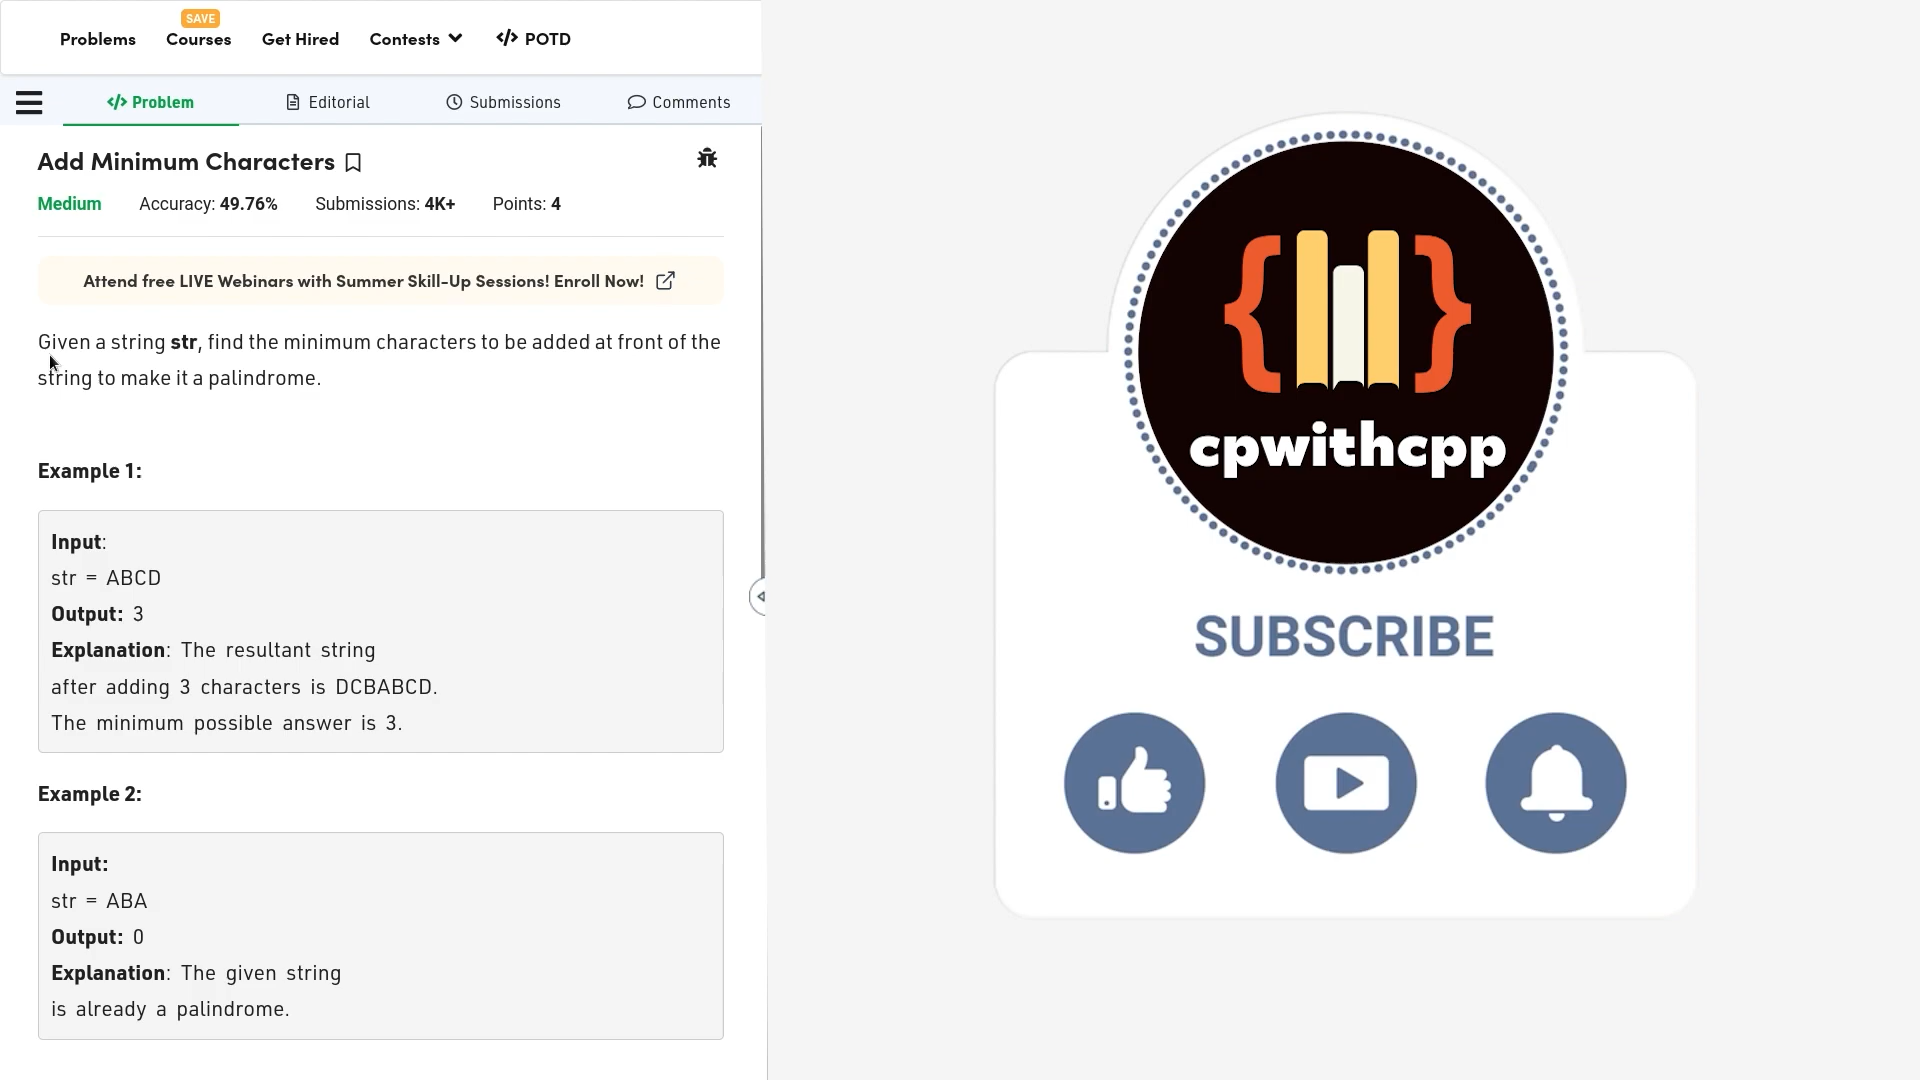 SAVE
Problems Courses Get Hired Contests </> POTD
</> Problem Editorial Submissions Comments
Add Minimum Characters
Medium Accuracy: 49.76% Submissions: 4K+ Points: 4
Attend free LIVE Webinars with Summer Skill-Up Sessions! Enroll Now!
Given a string str, find the minimum characters to be added at front of the
string to make it a palindrome.
Example 1:
Input:
str = ABCD
Output: 3
Explanation: The resultant string
after adding 3 characters is DCBABCD.
The minimum possible answer is 3.
Example 2:
Input:
str = ABA
Output: 0
Explanation: The given string
is already a palindrome.
cpwithcpp
SUBSCRIBE